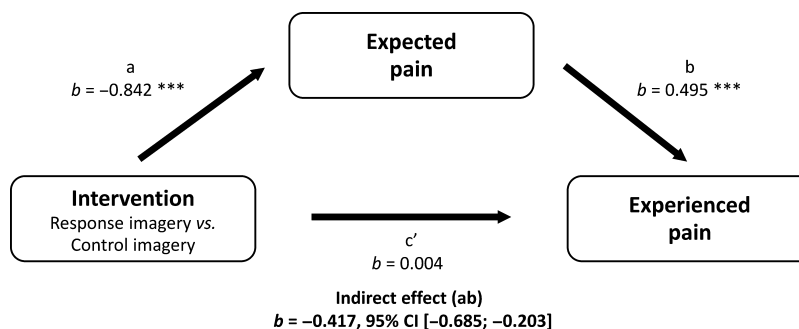 Expected
pain
a
b = −0.842 ***
b
b = 0.495 ***
Intervention
Response imagery vs.
Control imagery
Experienced
pain
c’
b = 0.004
Indirect effect (ab)
b = −0.417, 95% CI [−0.685; −0.203]